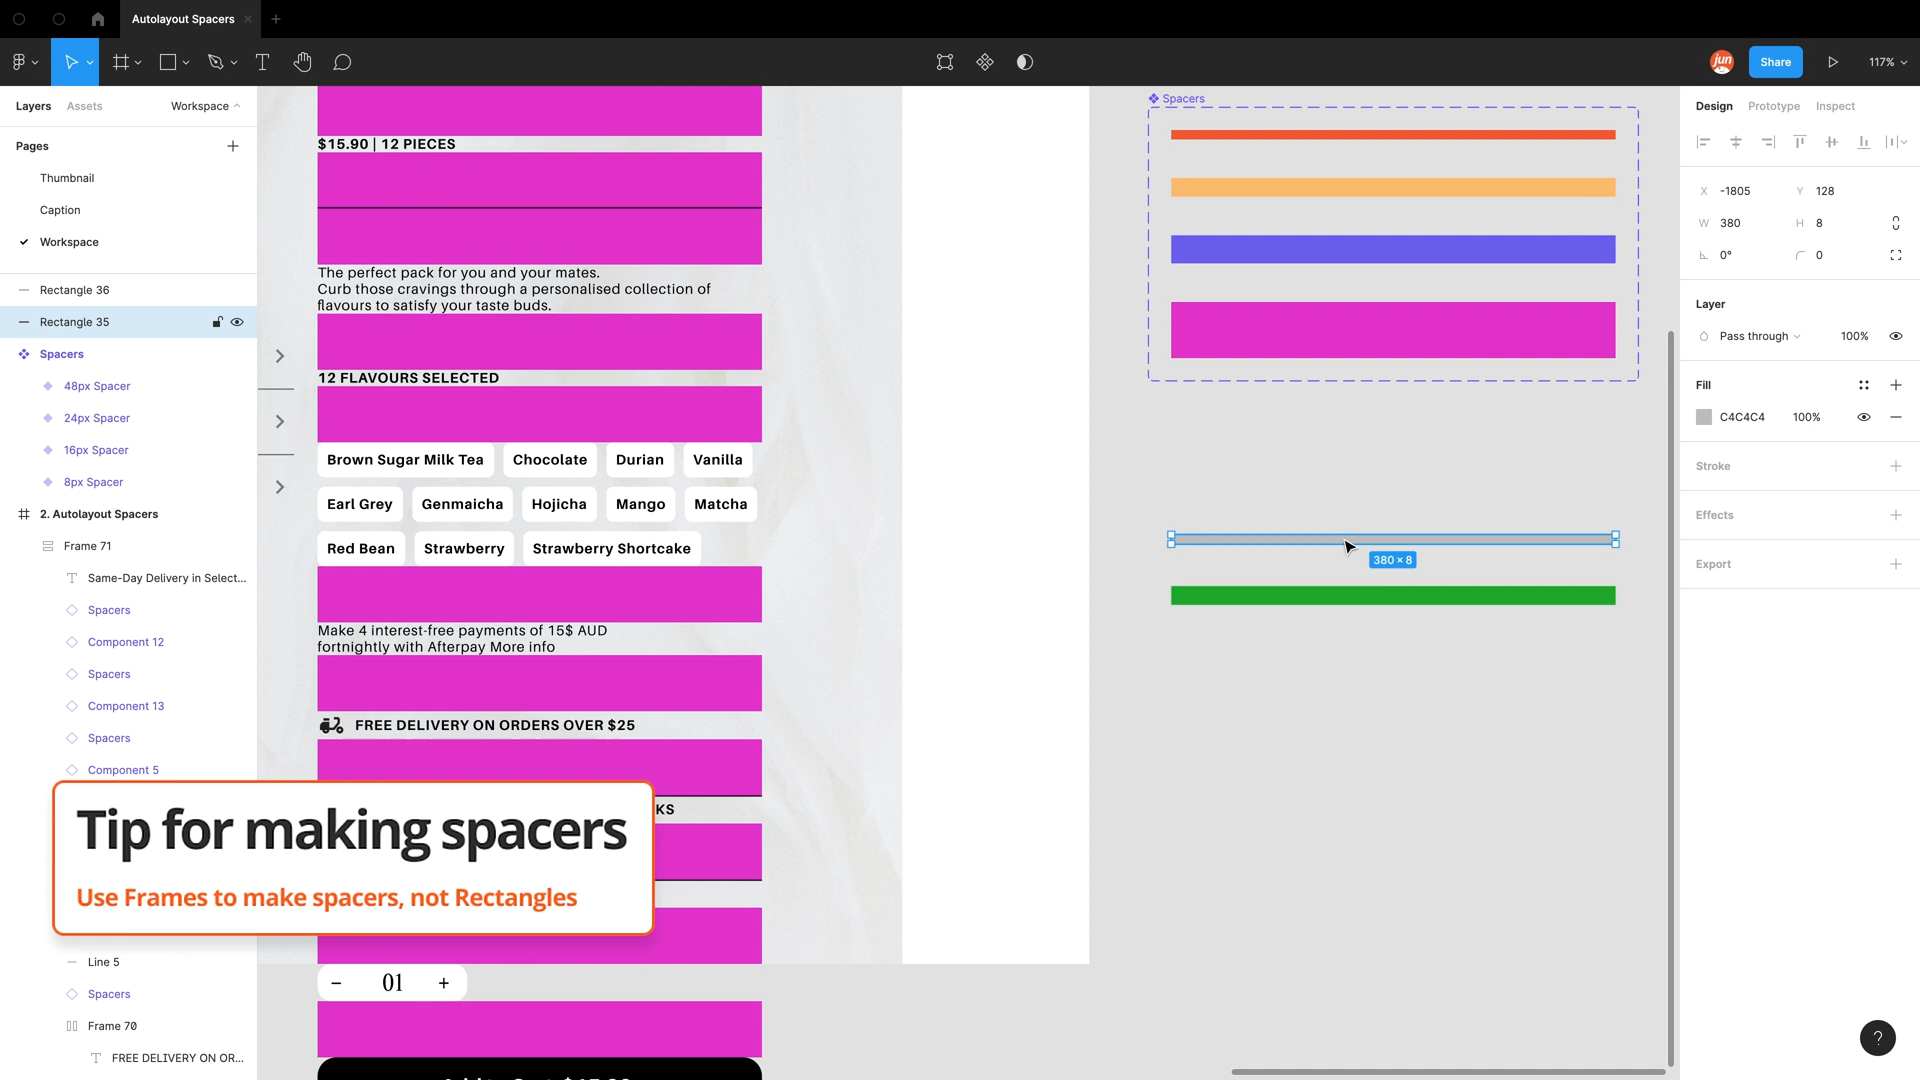 Autolayout Spacers
Share
117%
jun
Layers
Assets
Workspace
Pages
Thumbnail
Caption
Workspace
Rectangle 36
Rectangle 35
Spacers
48px Spacer
24px Spacer
16px Spacer
8px Spacer
2. Autolayout Spacers
Frame 71
Same-Day Delivery in Select...
Spacers
Component 12
Spacers
Component 13
Spacers
Component 5
Line 5
Spacers
Frame 70
FREE DELIVERY ON OR...
Tip for making spacers
Use Frames to make spacers, not Rectangles
$15.90 | 12 PIECES
The perfect pack for you and your mates.
Curb those cravings through a personalised collection of
flavours to satisfy your taste buds.
12 FLAVOURS SELECTED
Brown Sugar Milk Tea Chocolate Durian Vanilla
Earl Grey Genmaicha Hojicha Mango Matcha
Red Bean Strawberry Strawberry Shortcake
Make 4 interest-free payments of 15$ AUD
fortnightly with Afterpay More info
FREE DELIVERY ON ORDERS OVER $25
KS
− 01 +
Spacers
380 × 8
Design
Prototype
Inspect
X -1805 Y 128
W 380 H 8
0° 0
Layer
Pass through 100%
Fill
C4C4C4 100%
Stroke
Effects
Export
?